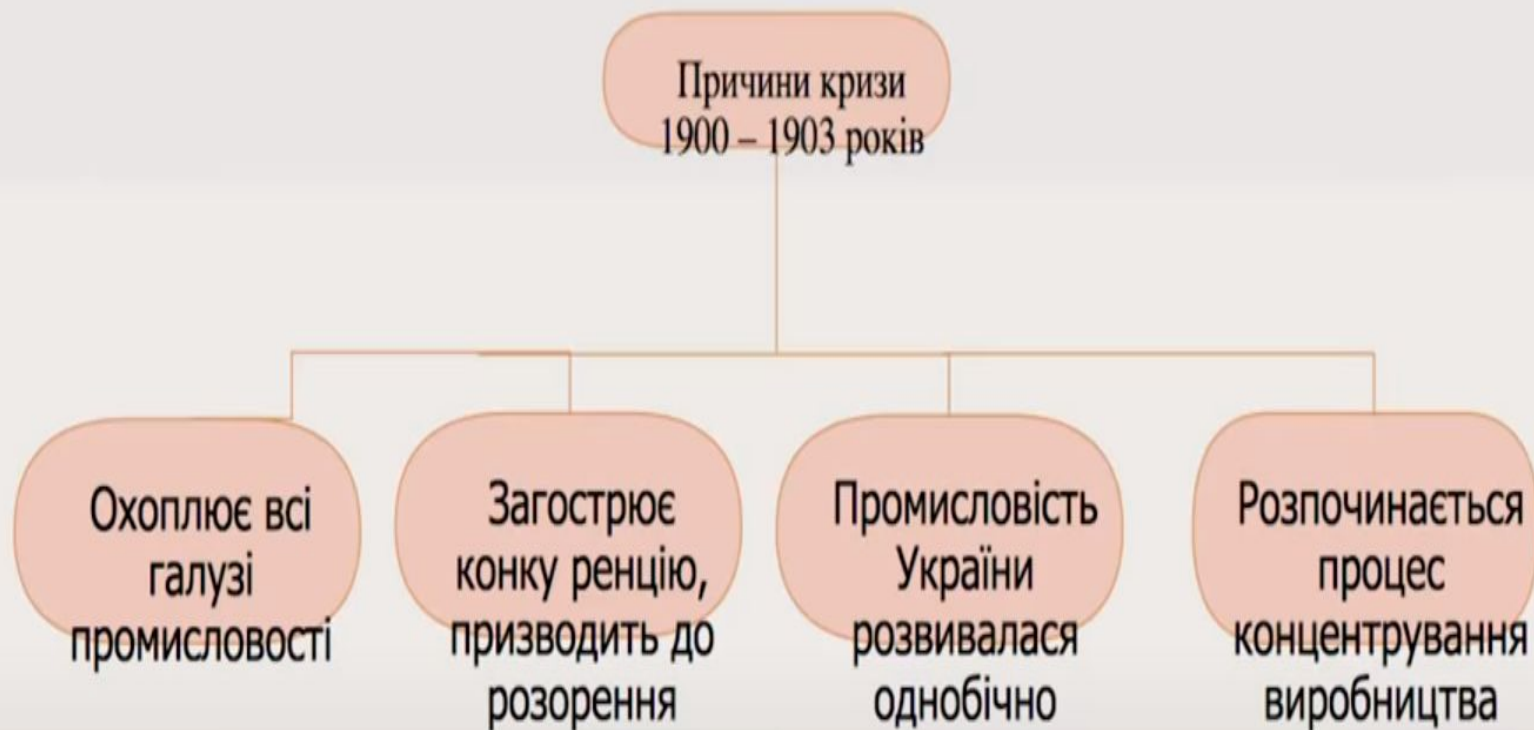 Причини кризи
1900 – 1903 років
Охоплює всі
галузі
промисловості
Загострює
конку ренцію,
призводить до
розорення
Промисловість
України
розвивалася
однобічно
Розпочинається
процес
концентрування
виробництва